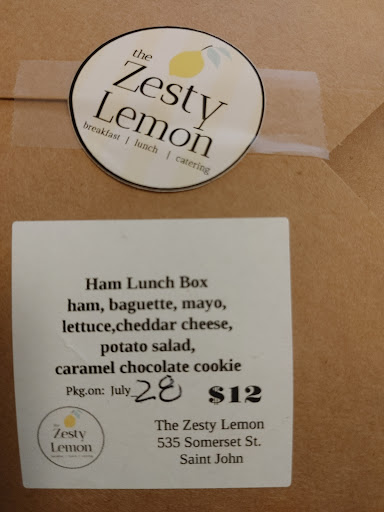 the
Zesty
Lemon
breakfast | lunch | catering
Ham Lunch Box
ham, baguette, mayo,
lettuce,cheddar cheese,
potato salad,
caramel chocolate cookie
Pkg.on: July 28 $12
the
Zesty
Lemon
The Zesty Lemon
535 Somerset St.
Saint John